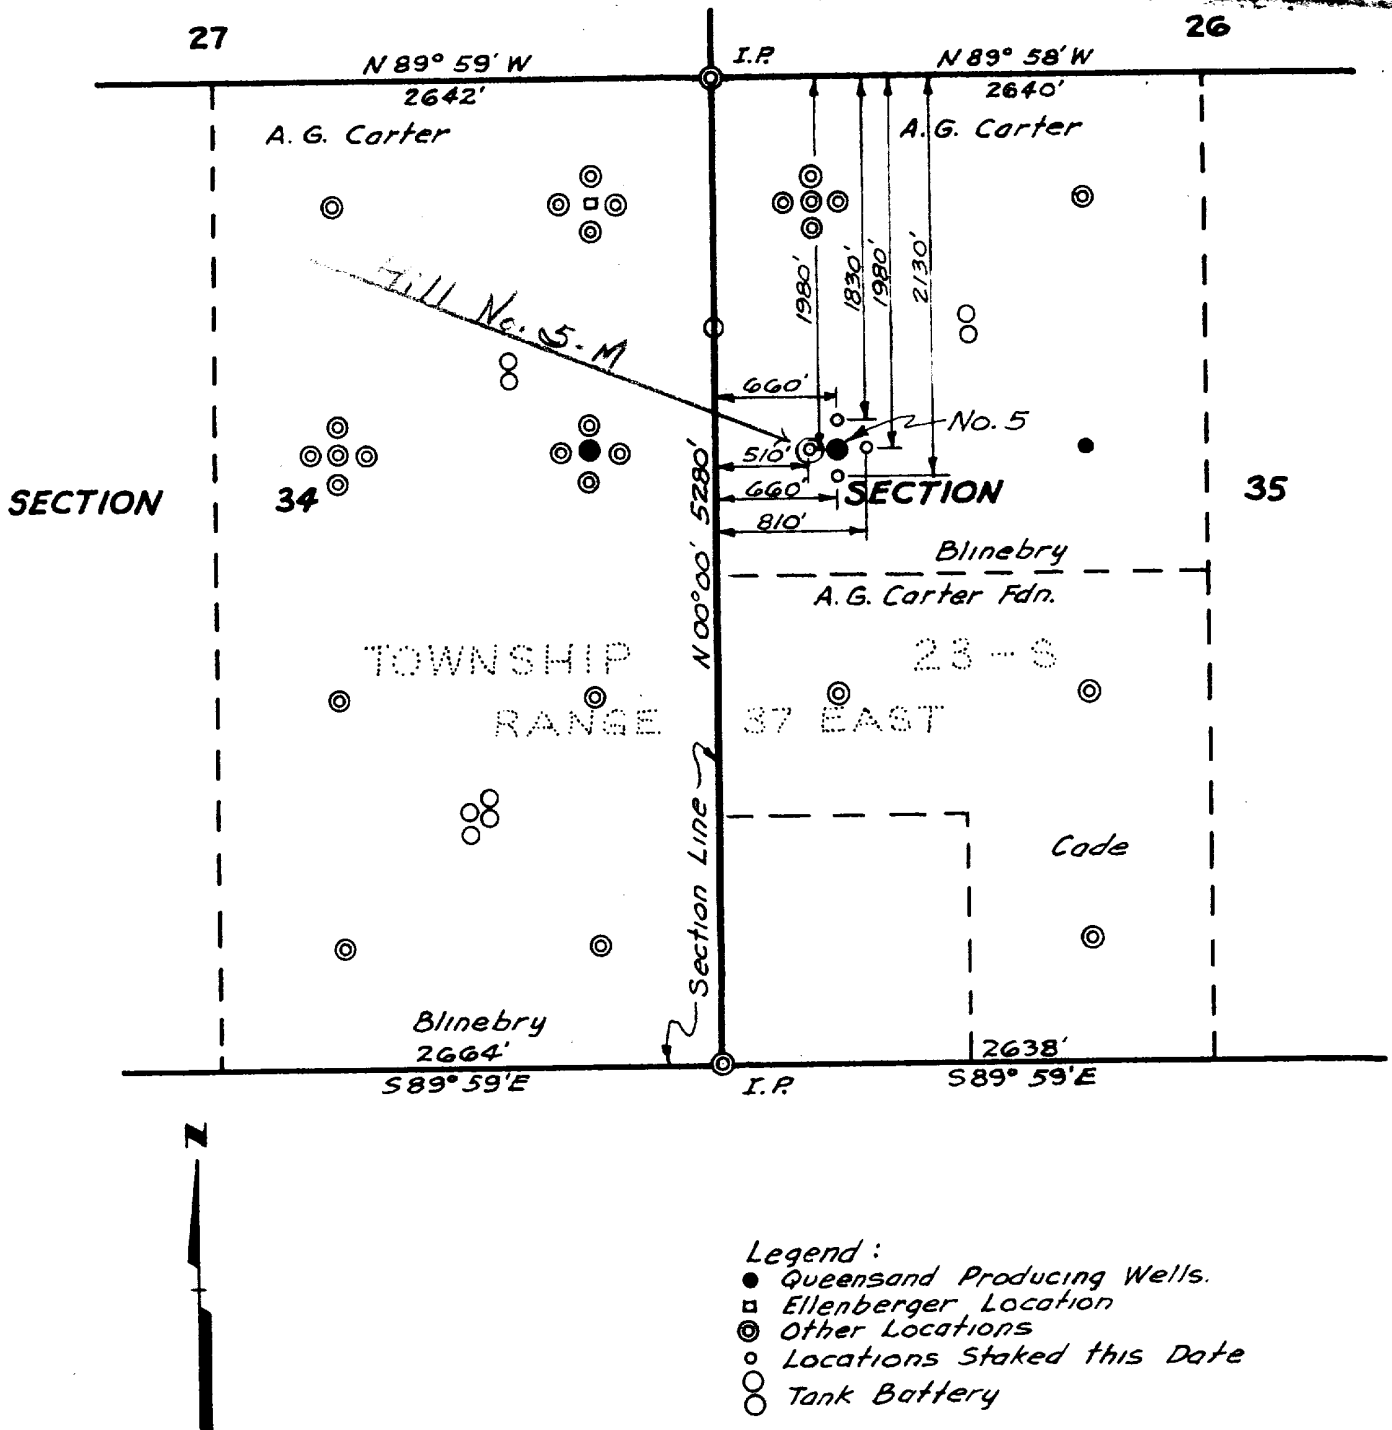 27
26
N 89° 59' W
I.P.
N 89° 58' W
2642'
2640'
A. G. Carter
A. G. Carter
1980'
1830'
1980'
2130'
Hill No. 5-M
660'
No. 5
510'
SECTION 34
660'
SECTION 35
810'
N 00° 00' 5280'
Blinebry
A. G. Carter Fdn.
TOWNSHIP 23-S
RANGE 37 EAST
Section Line
Cade
Blinebry
2664'
2638'
S 89° 59' E
I.P.
S 89° 59' E
N
Legend :
Queensand Producing Wells.
Ellenberger Location
Other Locations
Locations Staked this Date
Tank Battery